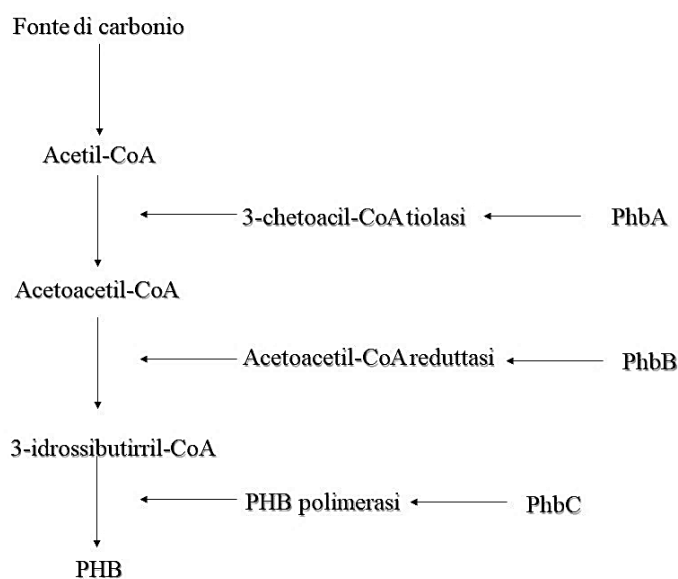 Fonte di carbonio
Acetil-CoA
3-chetoacil-CoA tiolasi
PhbA
Acetoacetil-CoA
Acetoacetil-CoA reduttasi
PhbB
3-idrossibutirril-CoA
PHB polimerasi
PhbC
PHB